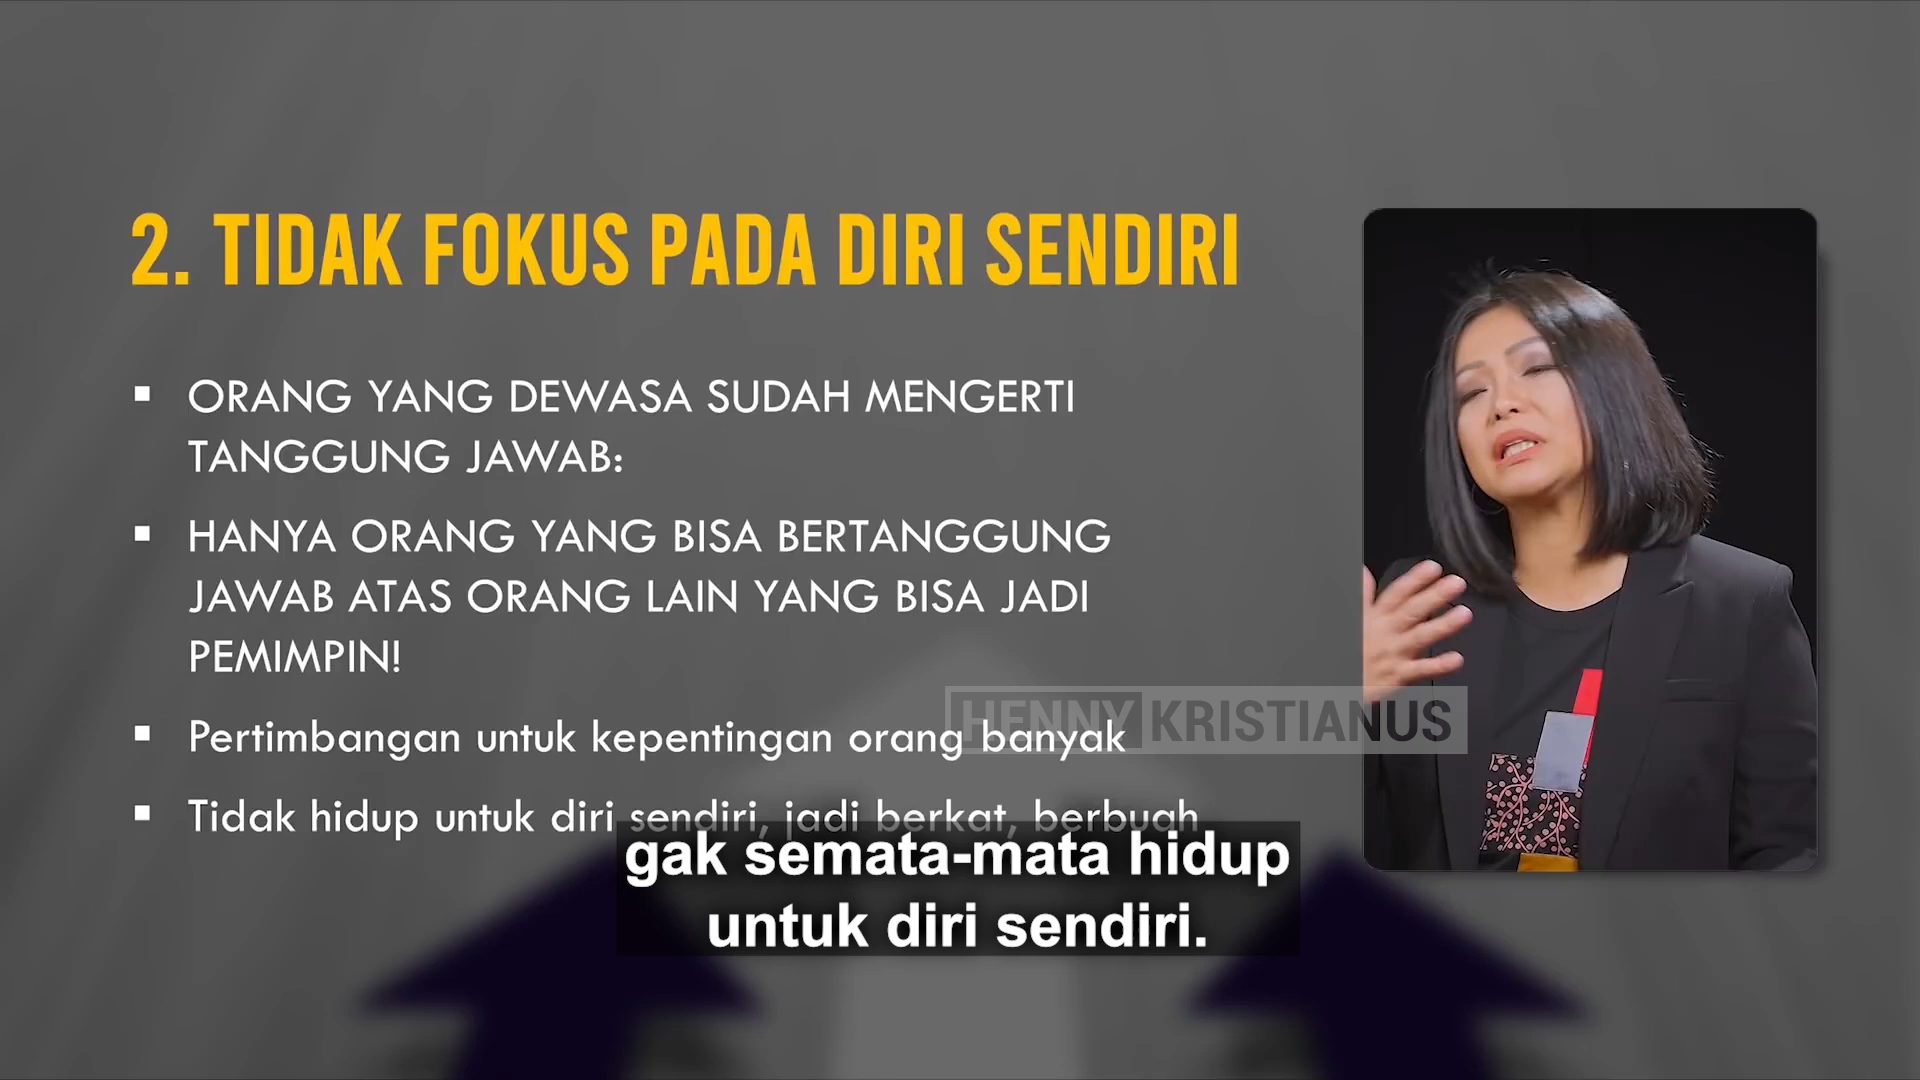 2. TIDAK FOKUS PADA DIRI SENDIRI
▪ ORANG YANG DEWASA SUDAH MENGERTI
TANGGUNG JAWAB:
▪ HANYA ORANG YANG BISA BERTANGGUNG
JAWAB ATAS ORANG LAIN YANG BISA JADI
PEMIMPIN!
HENNY KRISTIANUS
▪ Pertimbangan untuk kepentingan orang banyak
▪ Tidak hidup untuk diri sendiri, jadi berkat, berbuah
gak semata-mata hidup
untuk diri sendiri.